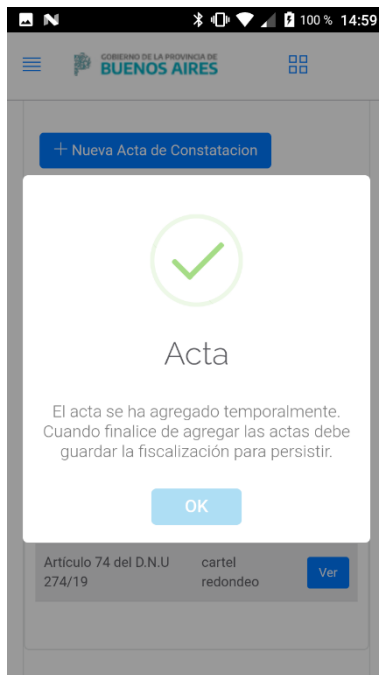 100 % 14:59
GOBIERNO DE LA PROVINCIA DE
BUENOS AIRES
+ Nueva Acta de Constatacion
Acta
El acta se ha agregado temporalmente.
Cuando finalice de agregar las actas debe
guardar la fiscalización para persistir.
OK
Artículo 74 del D.N.U cartel
274/19 redondeo Ver